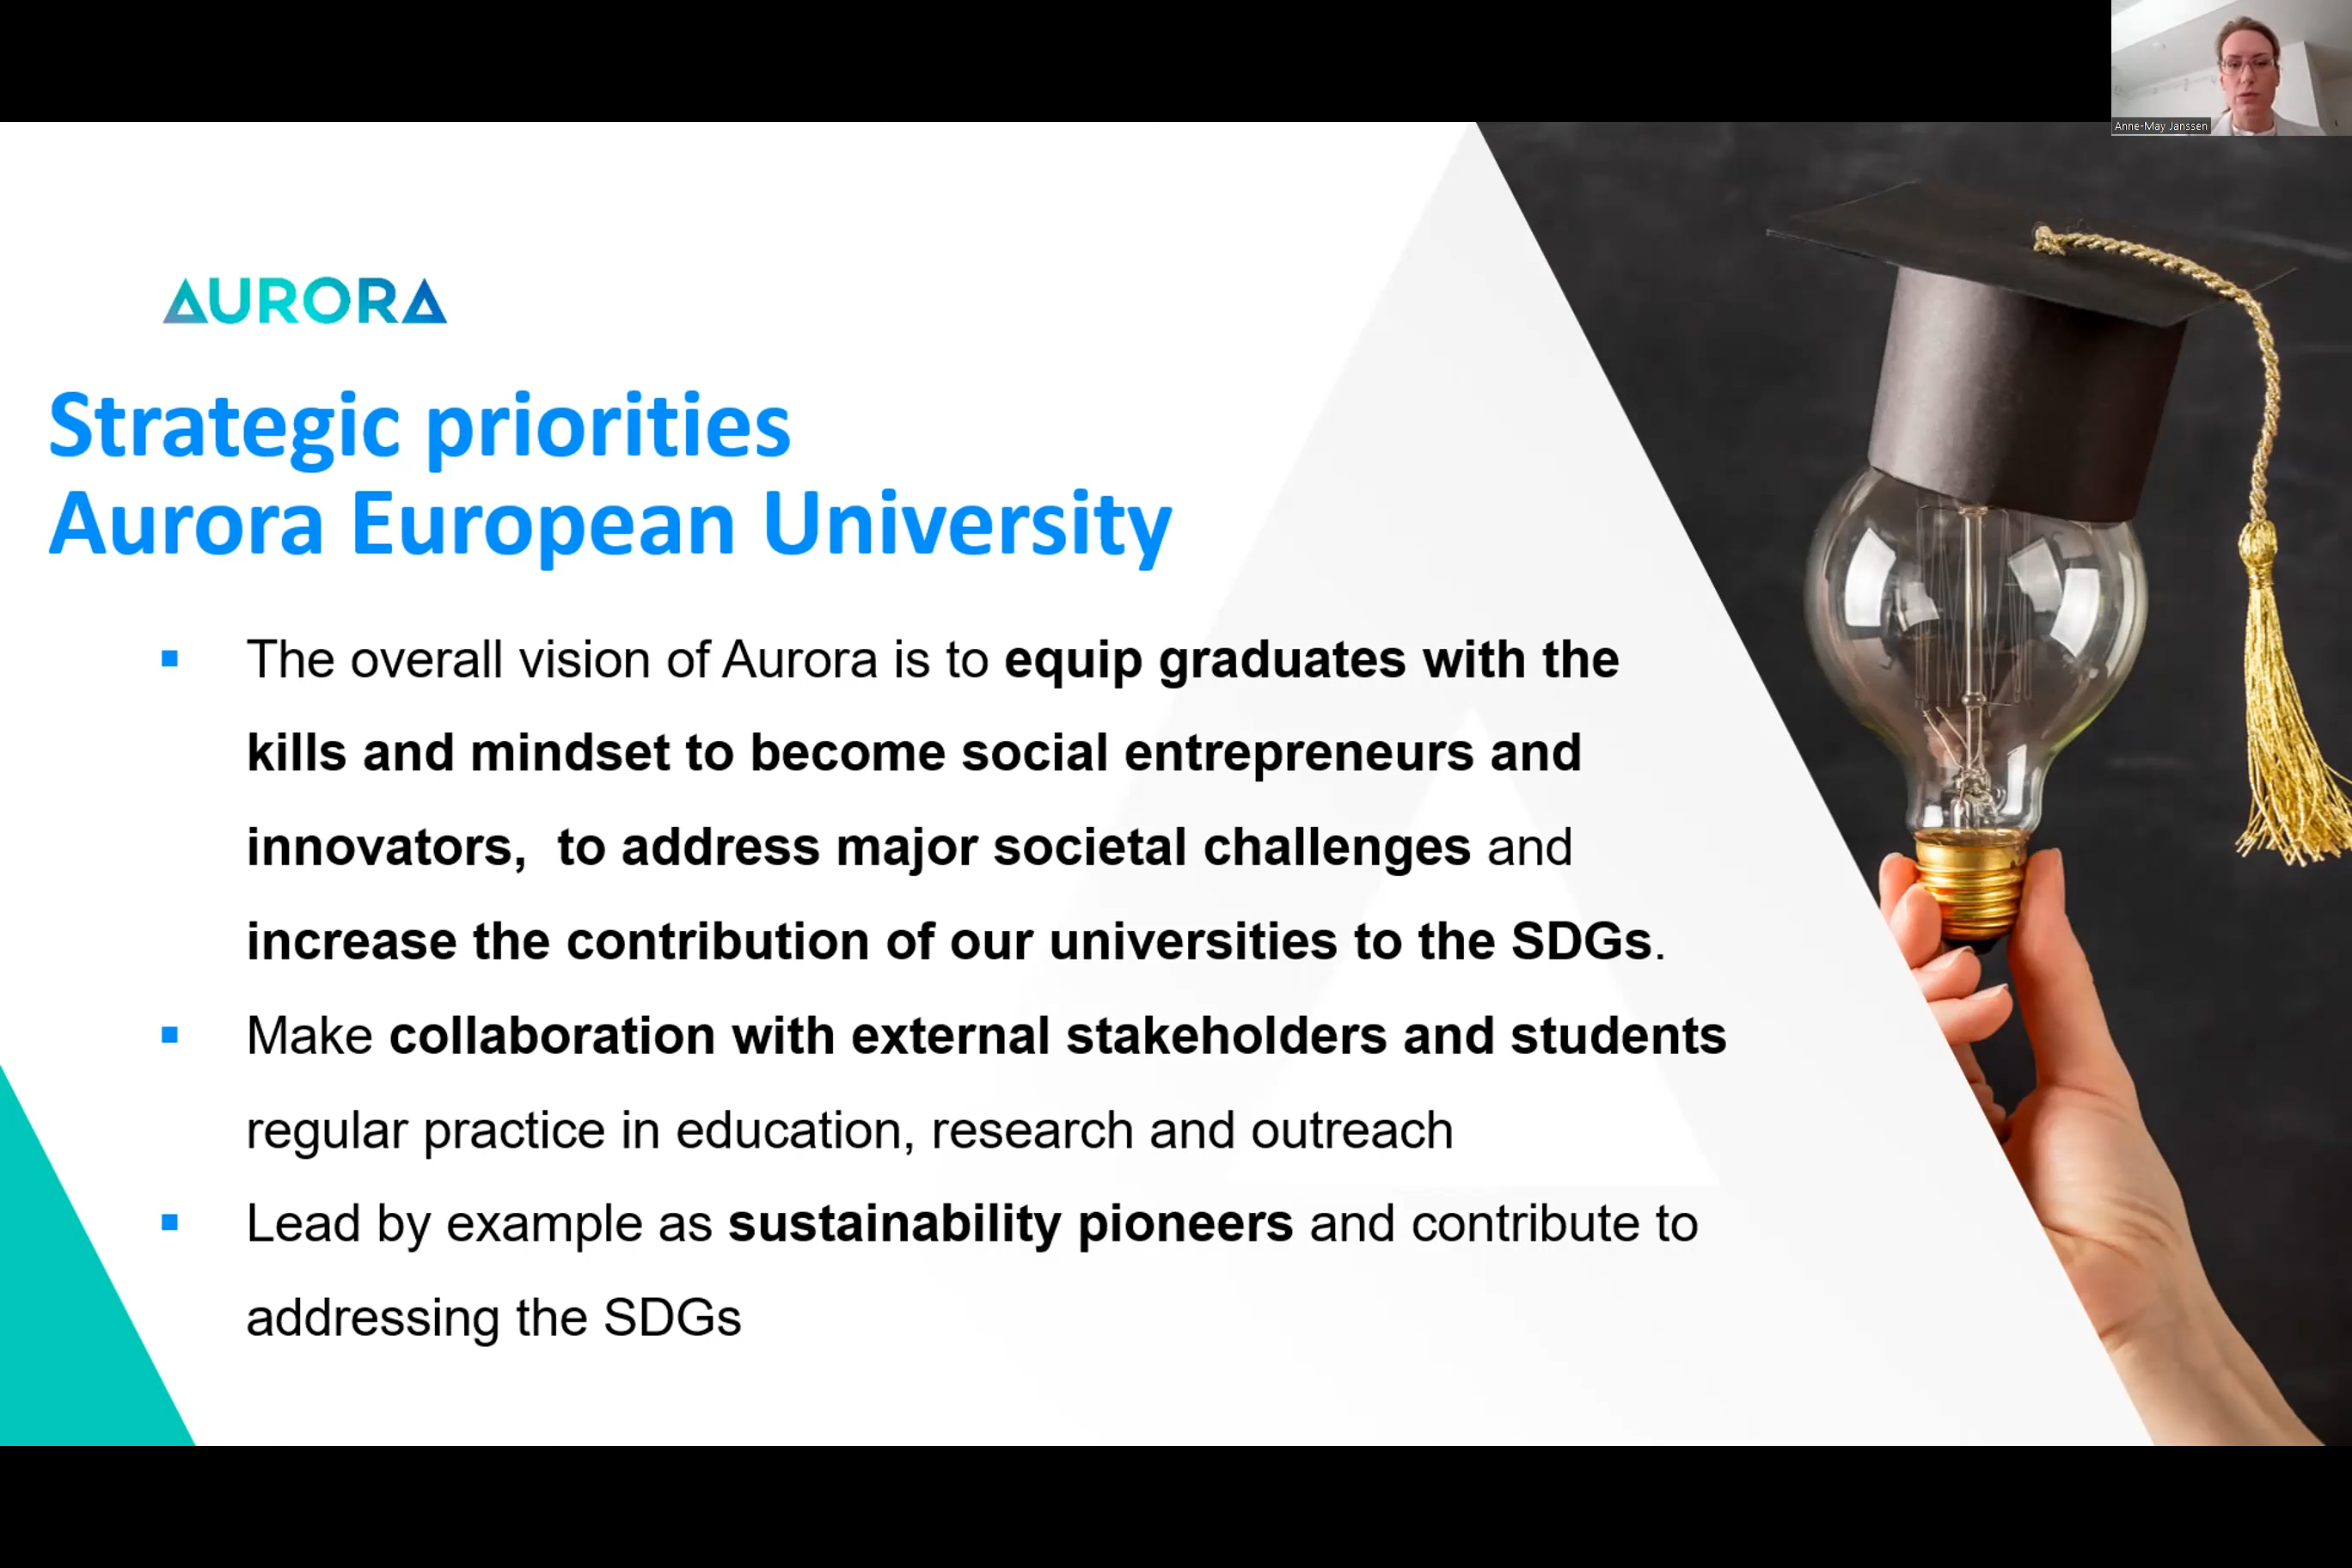 Anne-May Janssen
AURORA
Strategic priorities
Aurora European University
▪ The overall vision of Aurora is to equip graduates with the
kills and mindset to become social entrepreneurs and
innovators,  to address major societal challenges and
increase the contribution of our universities to the SDGs.
▪ Make collaboration with external stakeholders and students
regular practice in education, research and outreach
▪ Lead by example as sustainability pioneers and contribute to
addressing the SDGs